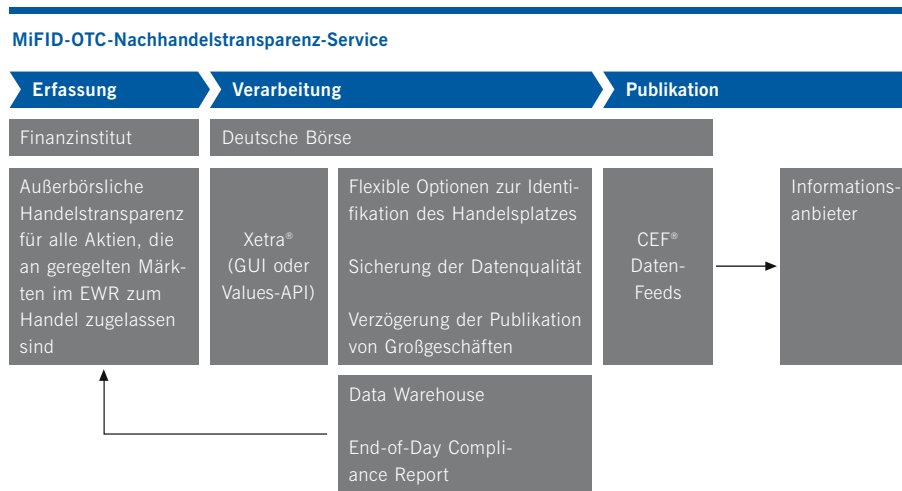 MiFID-OTC-Nachhandelstransparenz-Service
Erfassung
Verarbeitung
Publikation
Finanzinstitut
Deutsche Börse
Außerbörsliche
Handelstransparenz
für alle Aktien, die
an geregelten Märk-
ten im EWR zum
Handel zugelassen
sind
Xetra®
(GUI oder
Values-API)
Flexible Optionen zur Identi-
fikation des Handelsplatzes
Sicherung der Datenqualität
Verzögerung der Publikation
von Großgeschäften
CEF®
Daten-
Feeds
Informations-
anbieter
Data Warehouse
End-of-Day Compli-
ance Report